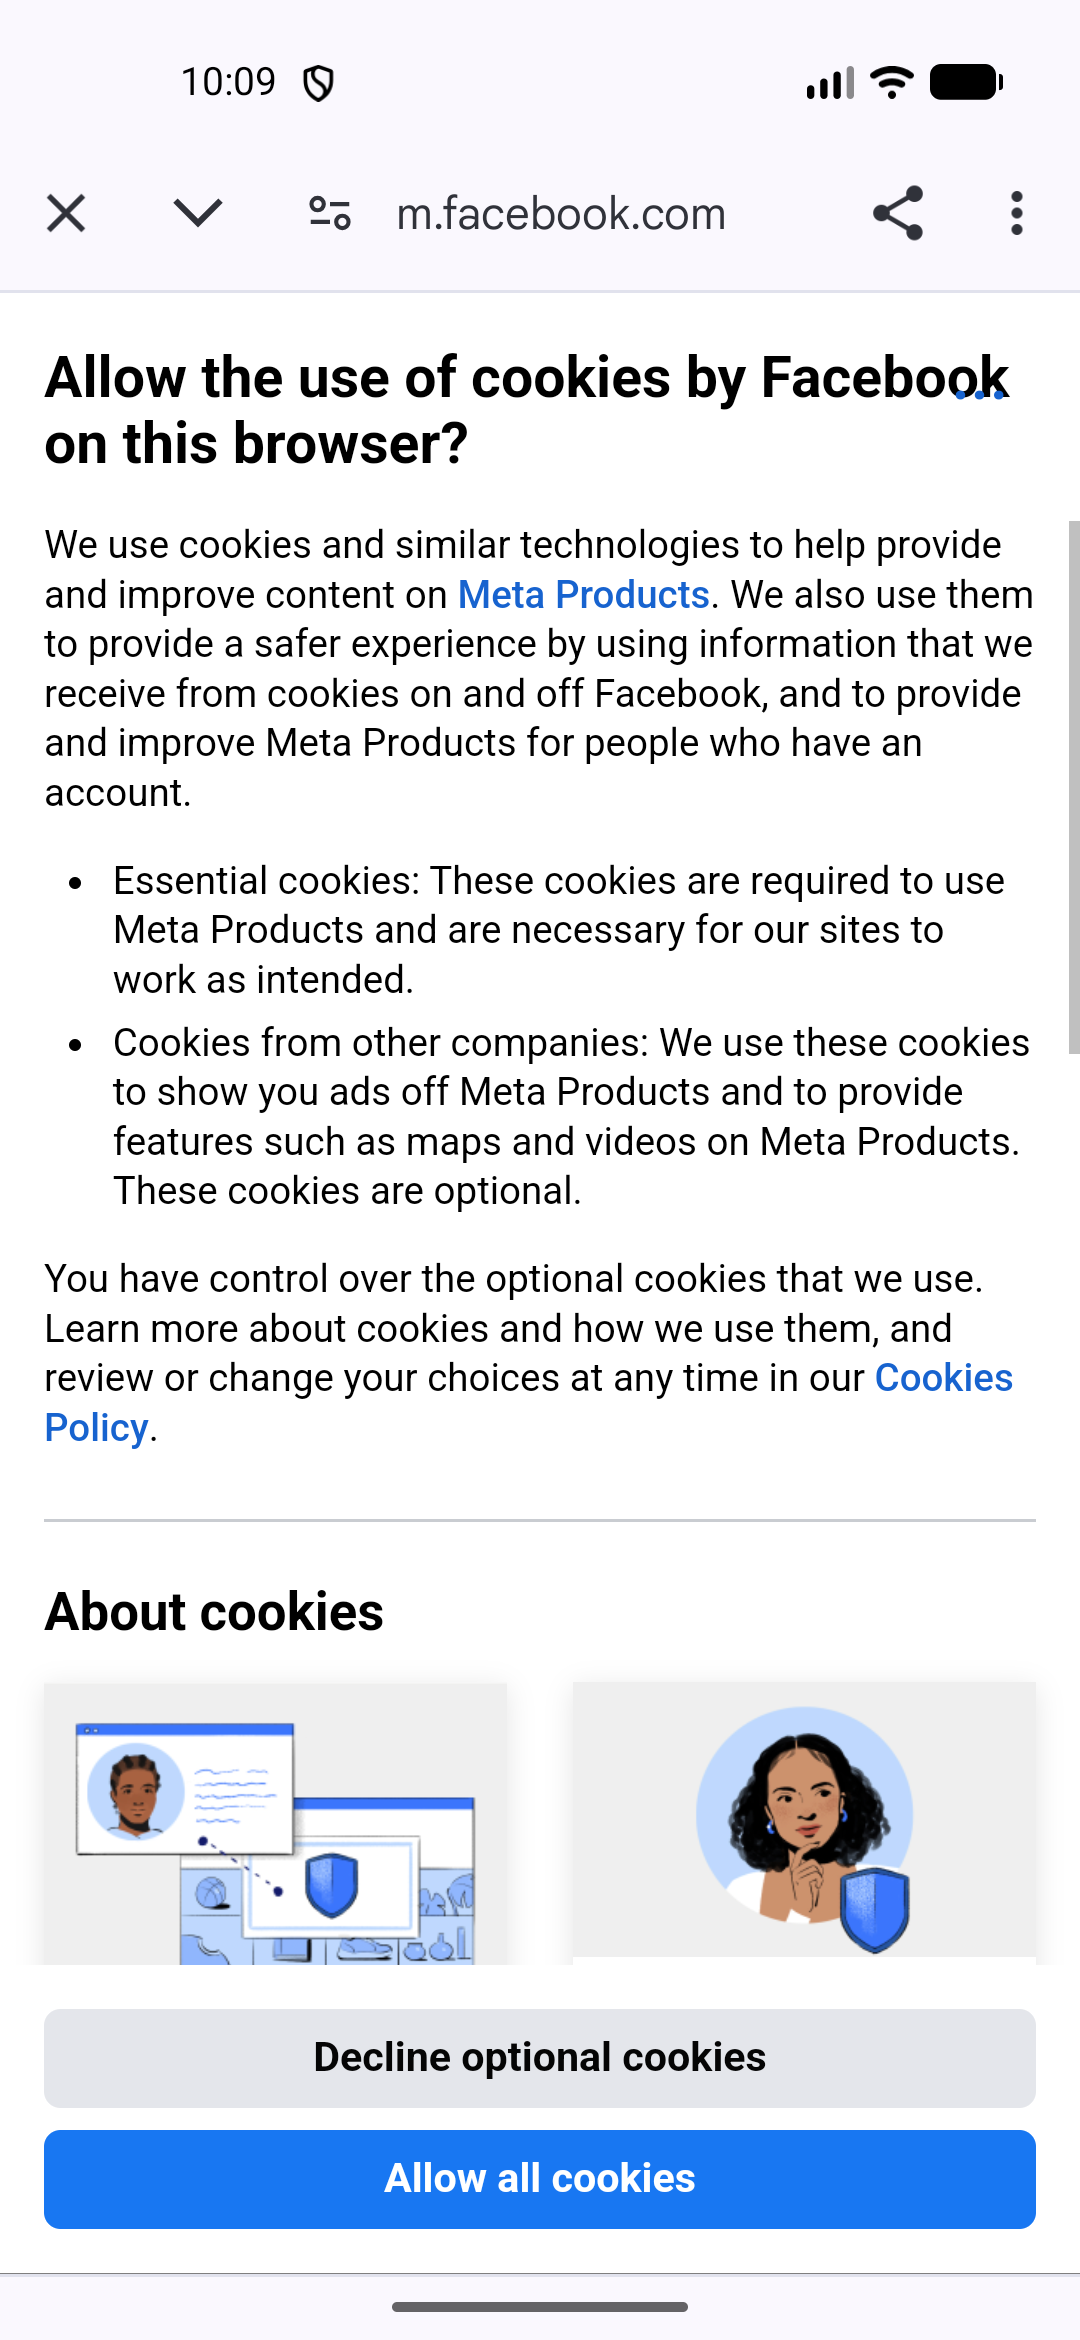 10:09
m.facebook.com
Allow the use of cookies by Facebook
on this browser?
We use cookies and similar technologies to help provide
and improve content on Meta Products. We also use them
to provide a safer experience by using information that we
receive from cookies on and off Facebook, and to provide
and improve Meta Products for people who have an
account.
• Essential cookies: These cookies are required to use
Meta Products and are necessary for our sites to
work as intended.
• Cookies from other companies: We use these cookies
to show you ads off Meta Products and to provide
features such as maps and videos on Meta Products.
These cookies are optional.
You have control over the optional cookies that we use.
Learn more about cookies and how we use them, and
review or change your choices at any time in our Cookies
Policy.
About cookies
Decline optional cookies
Allow all cookies